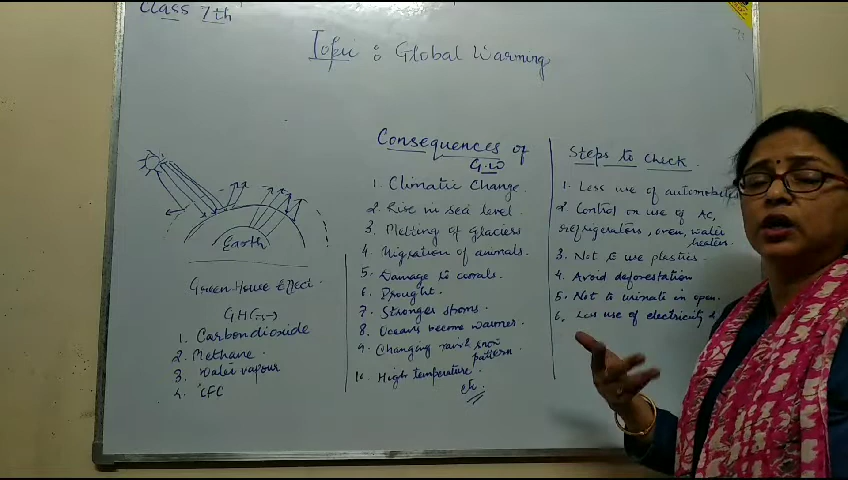 Class 7th
Topic : Global Warming
Earth
Green House Effect.
GHG
1. Carbondioxide
2. Methane.
3. Water vapour
4. CFC
Consequences of
G.W
1. Climatic Change.
2. Rise in sea level.
3. Melting of glaciers
4. Migration of animals.
5. Damage to corals.
6. Drought.
7. Stronger storms.
8. Oceans become warmer.
9. Changing rain & snow
pattern
10. High temperature.
etc.
Steps to Check.
1. Less use of automobiles
2. Control on use of AC,
refrigerators, oven, water
heaters.
3. Not to use plastics.
4. Avoid deforestation
5. Not to urinate in open.
6. Less use of electricity